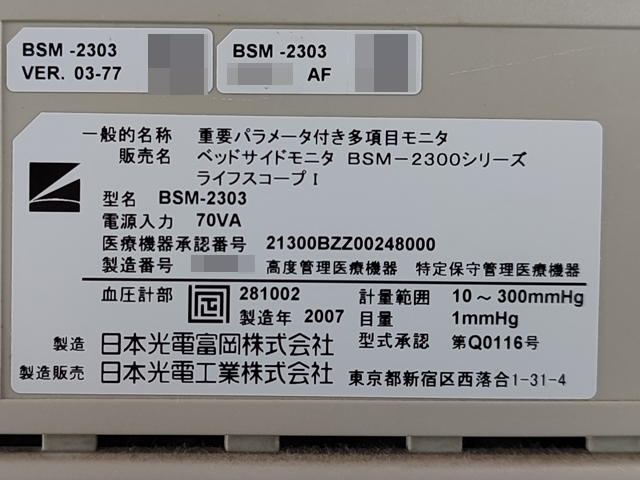 BSM-2303
VER. 03-77
BSM-2303
AF
一般的名称 重要パラメータ付き多項目モニタ
販売名 ベッドサイドモニタ BSM-2300シリーズ
ライフスコープI
型名 BSM-2303
電源入力 70VA
医療機器承認番号 21300BZZ00248000
製造番号 高度管理医療機器 特定保守管理医療機器
血圧計部 281002 計量範囲 10～300mmHg
製造年 2007 目量 1mmHg
型式承認 第Q0116号
製造 日本光電富岡株式会社
製造販売 日本光電工業株式会社 東京都新宿区西落合1-31-4